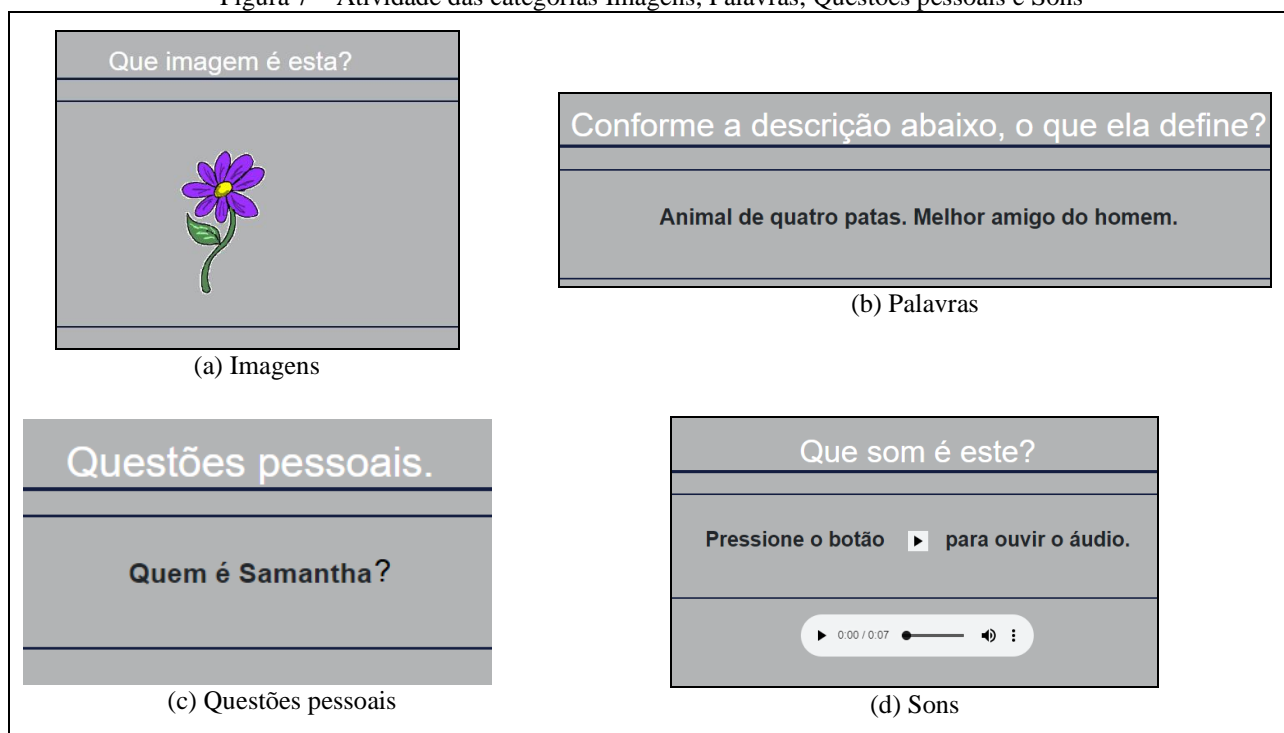 Figura 7 – Atividade das categorias Imagens, Palavras, Questões pessoais e Sons
Que imagem é esta?
(a) Imagens
Conforme a descrição abaixo, o que ela define?
Animal de quatro patas. Melhor amigo do homem.
(b) Palavras
Questões pessoais.
Quem é Samantha?
(c) Questões pessoais
Que som é este?
Pressione o botão para ouvir o áudio.
0:00 / 0:07
(d) Sons